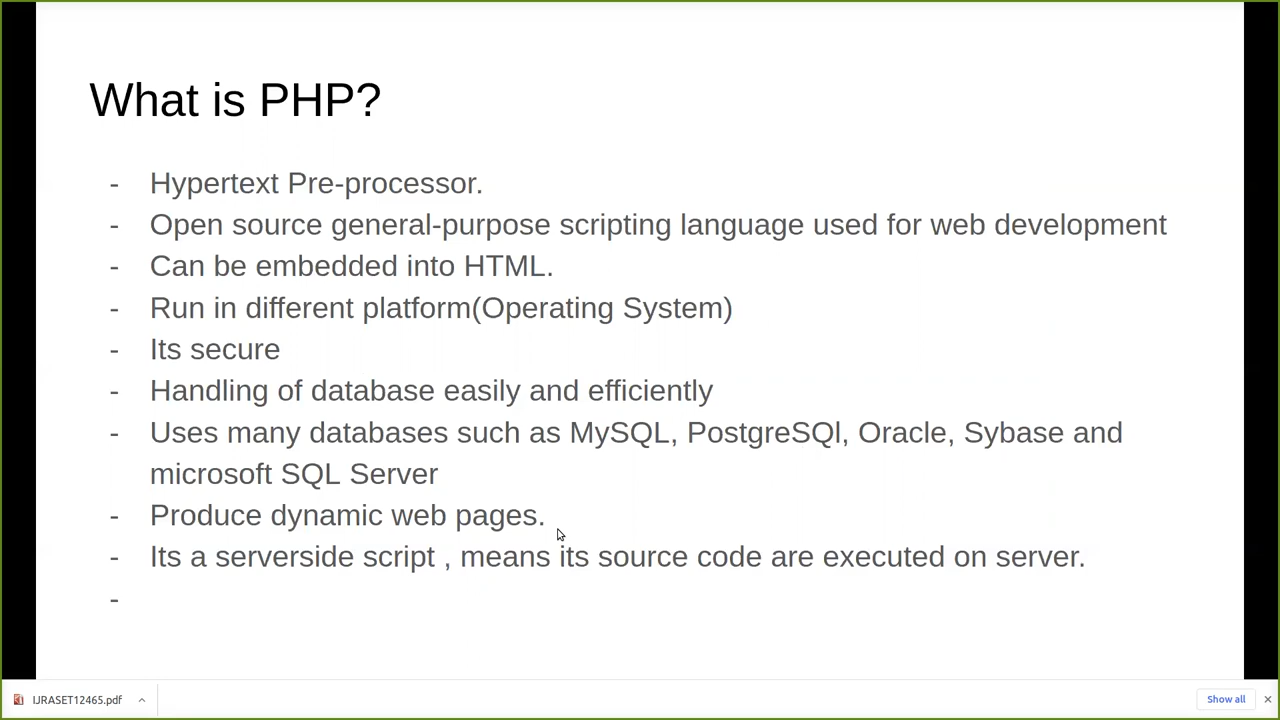 What is PHP?
- Hypertext Pre-processor.
- Open source general-purpose scripting language used for web development
- Can be embedded into HTML.
- Run in different platform(Operating System)
- Its secure
- Handling of database easily and efficiently
- Uses many databases such as MySQL, PostgreSQl, Oracle, Sybase and
microsoft SQL Server
- Produce dynamic web pages.
- Its a serverside script , means its source code are executed on server.
-
IJRASET12465.pdf
Show all